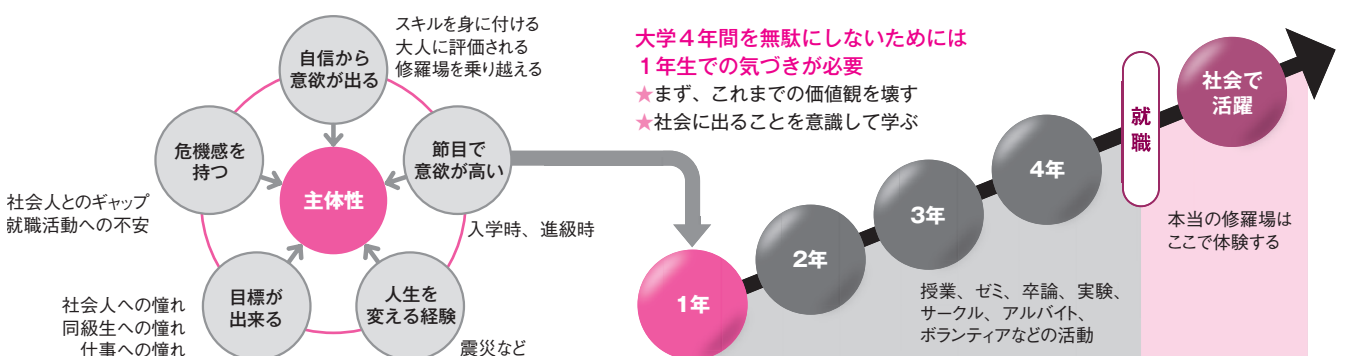 スキルを身に付ける
大人に評価される
修羅場を乗り越える
自信から
意欲が出る
危機感を
持つ
社会人とのギャップ
就職活動への不安
主体性
節目で
意欲が高い
入学時、進級時
目標が
出来る
社会人への憧れ
同級生への憧れ
仕事への憧れ
人生を
変える経験
震災など
大学４年間を無駄にしないためには
１年生での気づきが必要
★まず、これまでの価値観を壊す
★社会に出ることを意識して学ぶ
1年
2年
3年
4年
就職
社会で
活躍
授業、ゼミ、卒論、実験、
サークル、アルバイト、
ボランティアなどの活動
本当の修羅場は
ここで体験する